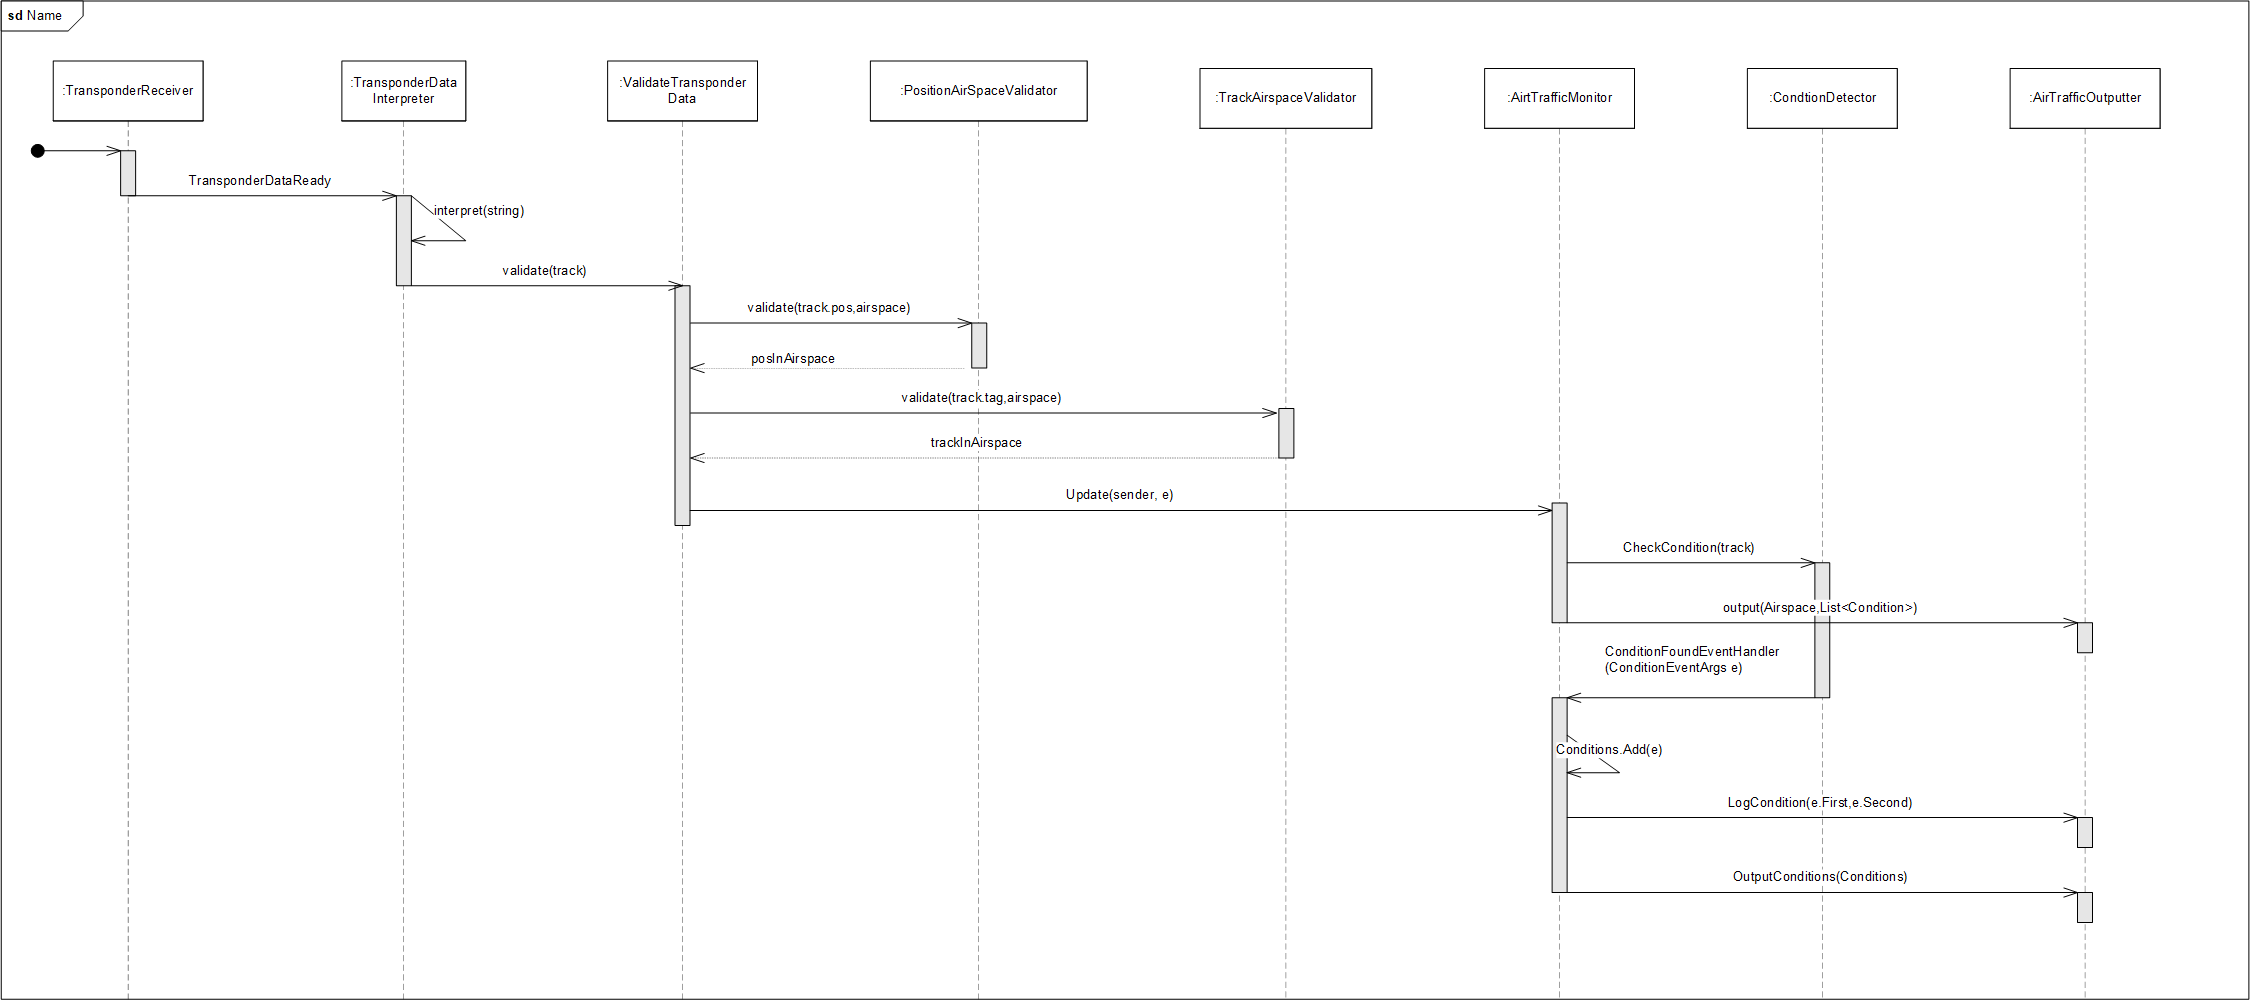 sd Name
:TransponderReceiver
:TransponderData
Interpreter
:ValidateTransponder
Data
:PositionAirSpaceValidator
:TrackAirspaceValidator
:AirtTrafficMonitor
:CondtionDetector
:AirTrafficOutputter
TransponderDataReady
interpret(string)
validate(track)
validate(track.pos,airspace)
posInAirspace
validate(track.tag,airspace)
trackInAirspace
Update(sender, e)
CheckCondition(track)
output(Airspace,List<Condition>)
ConditionFoundEventHandler
(ConditionEventArgs e)
Conditions.Add(e)
LogCondition(e.First,e.Second)
OutputConditions(Conditions)